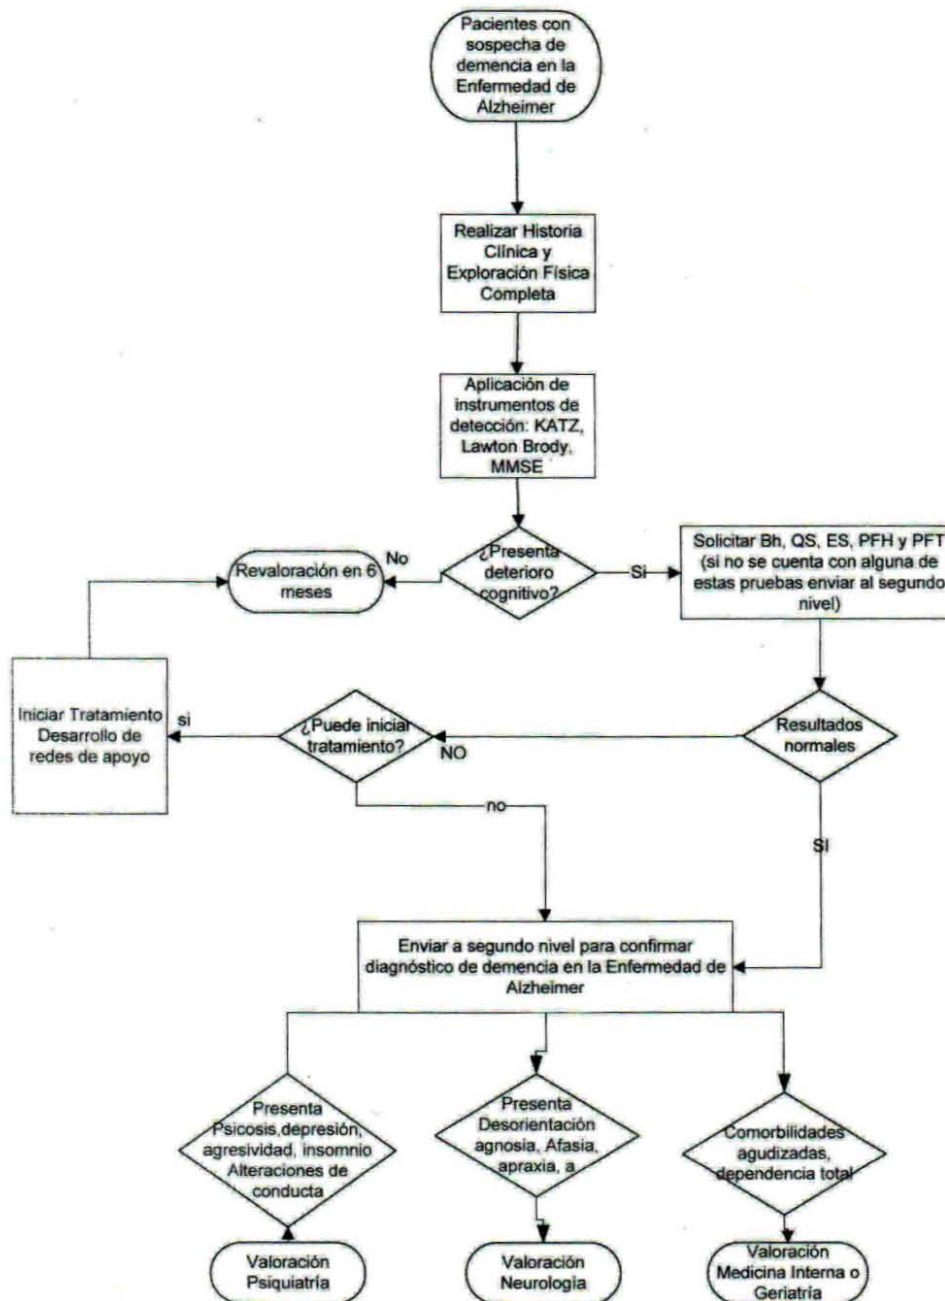 Pacientes con
sospecha de
demencia en la
Enfermedad de
Alzheimer
Realizar Historia
Clínica y
Exploración Física
Completa
Aplicación de
instrumentos de
detección: KATZ,
Lawton Brody,
MMSE
¿Presenta
deterioro
cognitivo?
No
Si
Revaloración en 6
meses
Solicitar Bh, QS, ES, PFH y PFT
(si no se cuenta con alguna de
estas pruebas enviar al segundo
nivel)
Resultados
normales
NO
SI
¿Puede inicial
tratamiento?
si
no
Iniciar Tratamiento
Desarrollo de
redes de apoyo
Enviar a segundo nivel para confirmar
diagnóstico de demencia en la Enfermedad de
Alzheimer
Presenta
Psicosis,depresión,
agresividad, insomnio
Alteraciones de
conducta
Presenta
Desorientación
agnosia, Afasia,
apraxia, a
Comorbilidades
agudizadas,
dependencia total
Valoración
Psiquiatría
Valoración
Neurología
Valoración
Medicina Interna o
Geriatría